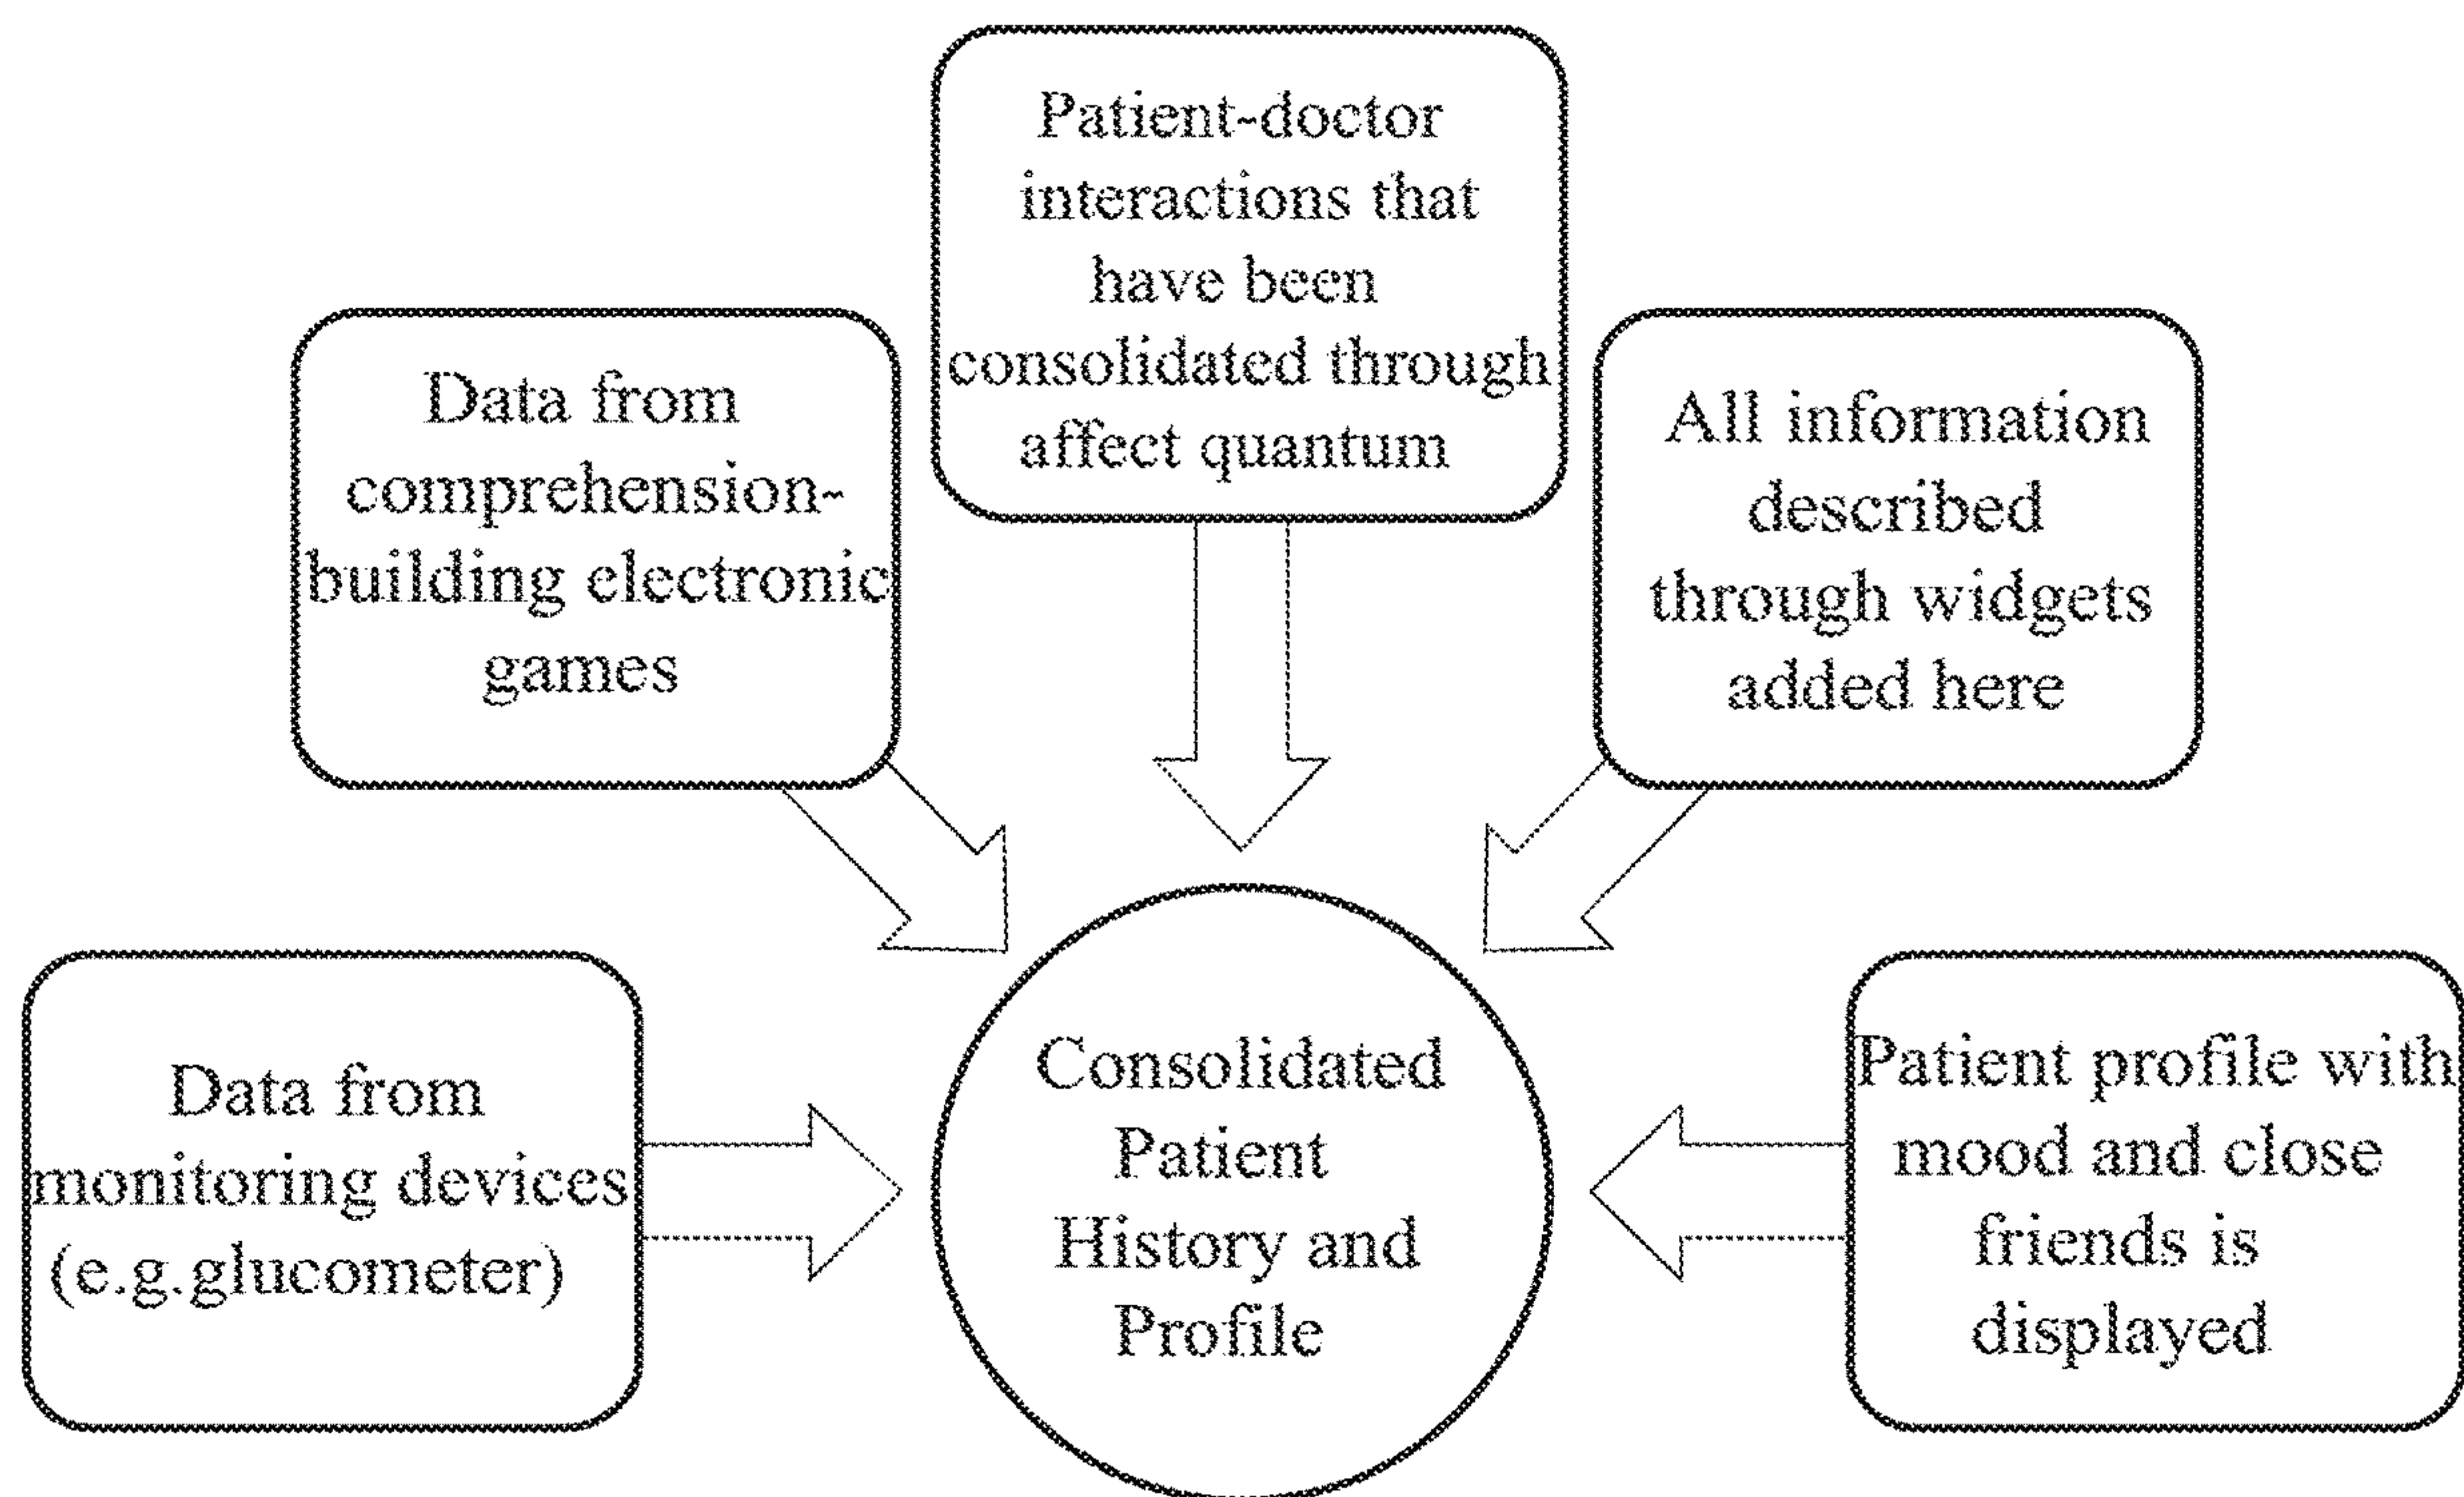 Patient-doctor
interactions that
have been
consolidated through
affect quantum
Data from
comprehension-
building electronic
games
All information
described
through widgets
added here
Data from
monitoring devices
(e.g.glucometer)
Consolidated
Patient
History and
Profile
Patient profile with
mood and close
friends is
displayed